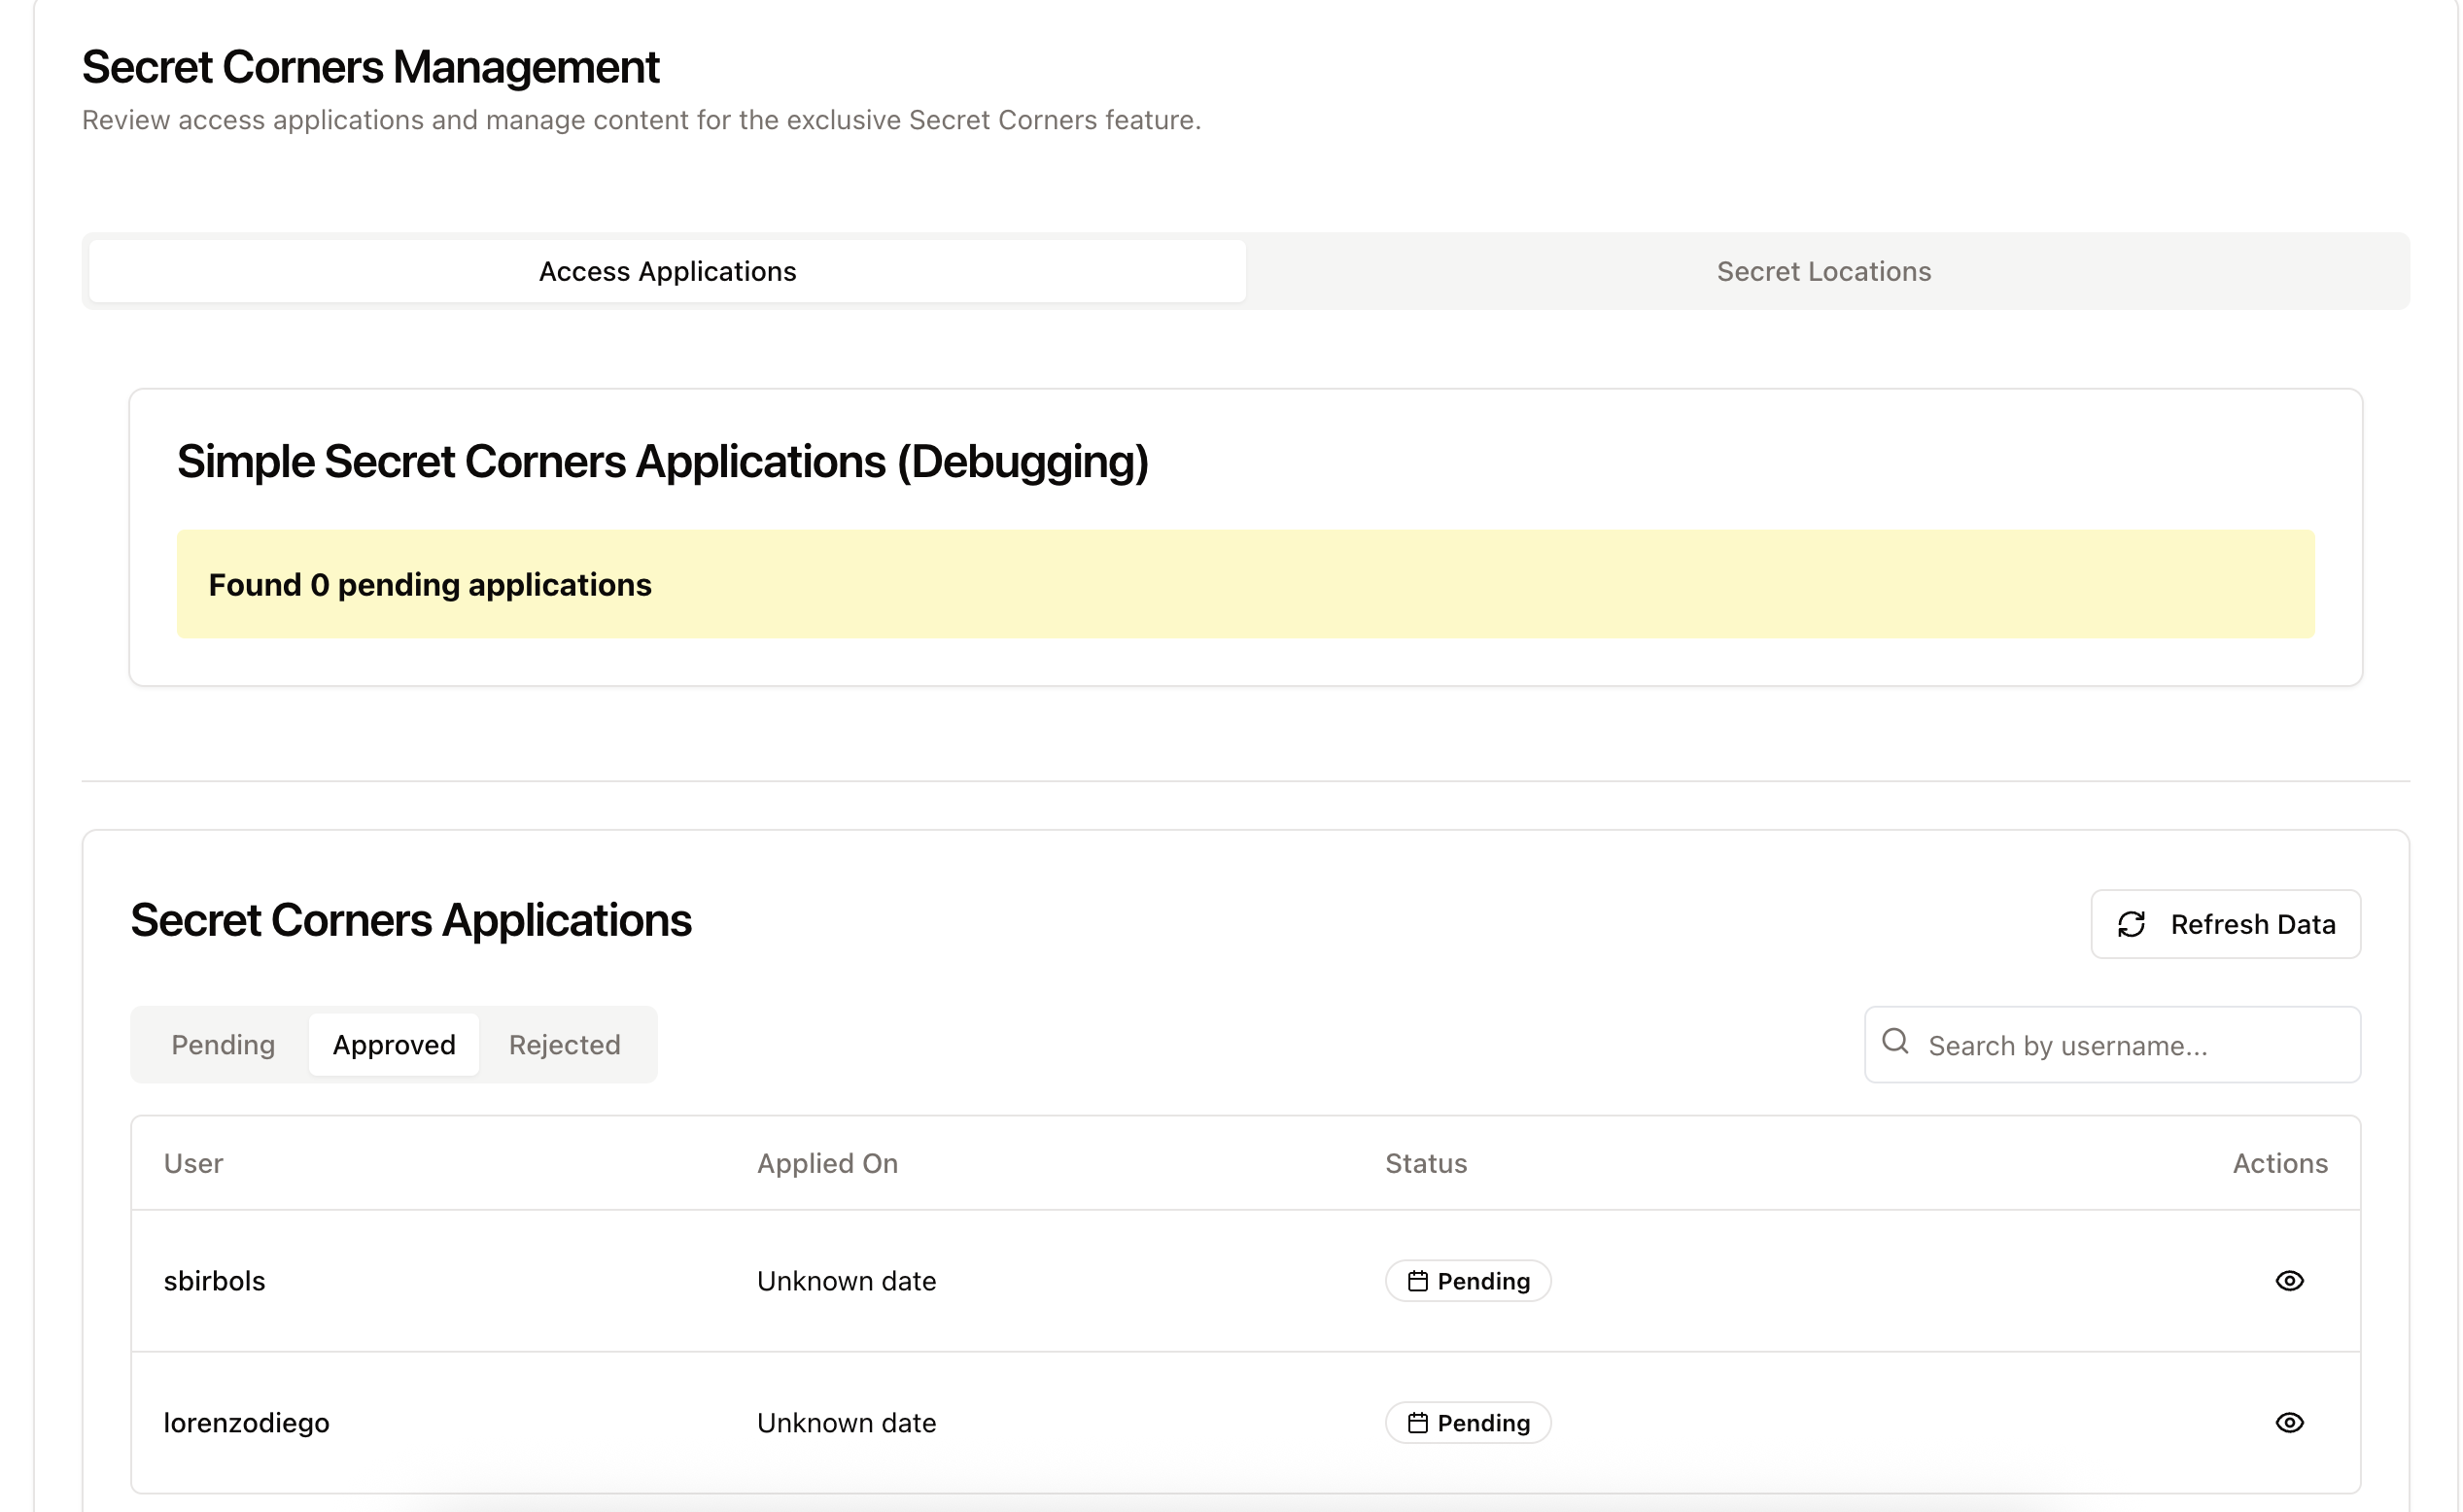 Secret Corners Management
Review access applications and manage content for the exclusive Secret Corners feature.
Access Applications
Secret Locations
Simple Secret Corners Applications (Debugging)
Found 0 pending applications
Secret Corners Applications
Refresh Data
Pending
Approved
Rejected
Search by username...
User Applied On Status Actions
sbirbols Unknown date Pending
lorenzodiego Unknown date Pending